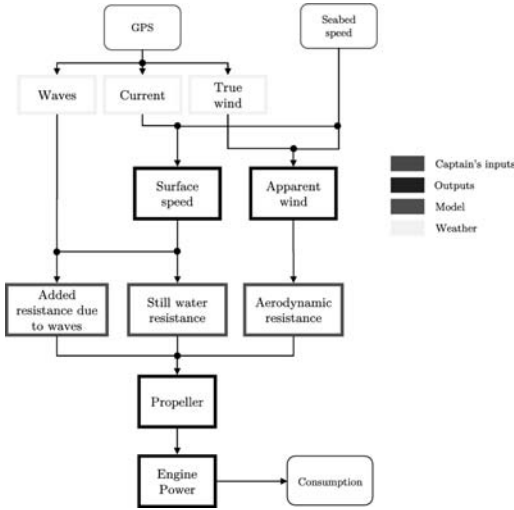 GPS
Seabed
speed
Waves
Current
True
wind
Surface
speed
Apparent
wind
Captain's inputs
Outputs
Model
Weather
Added
resistance due
to waves
Still water
resistance
Aerodynamic
resistance
Propeller
Engine
Power
Consumption